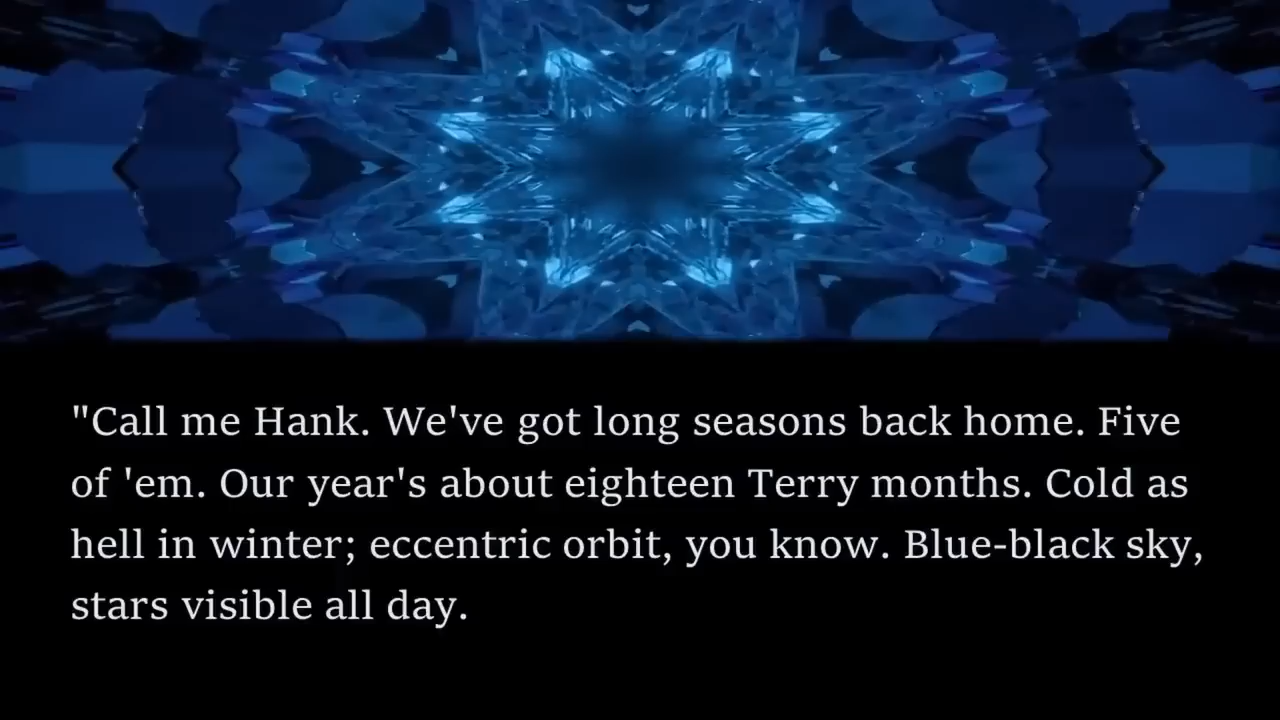 "Call me Hank. We've got long seasons back home. Five
of 'em. Our year's about eighteen Terry months. Cold as
hell in winter; eccentric orbit, you know. Blue-black sky,
stars visible all day.